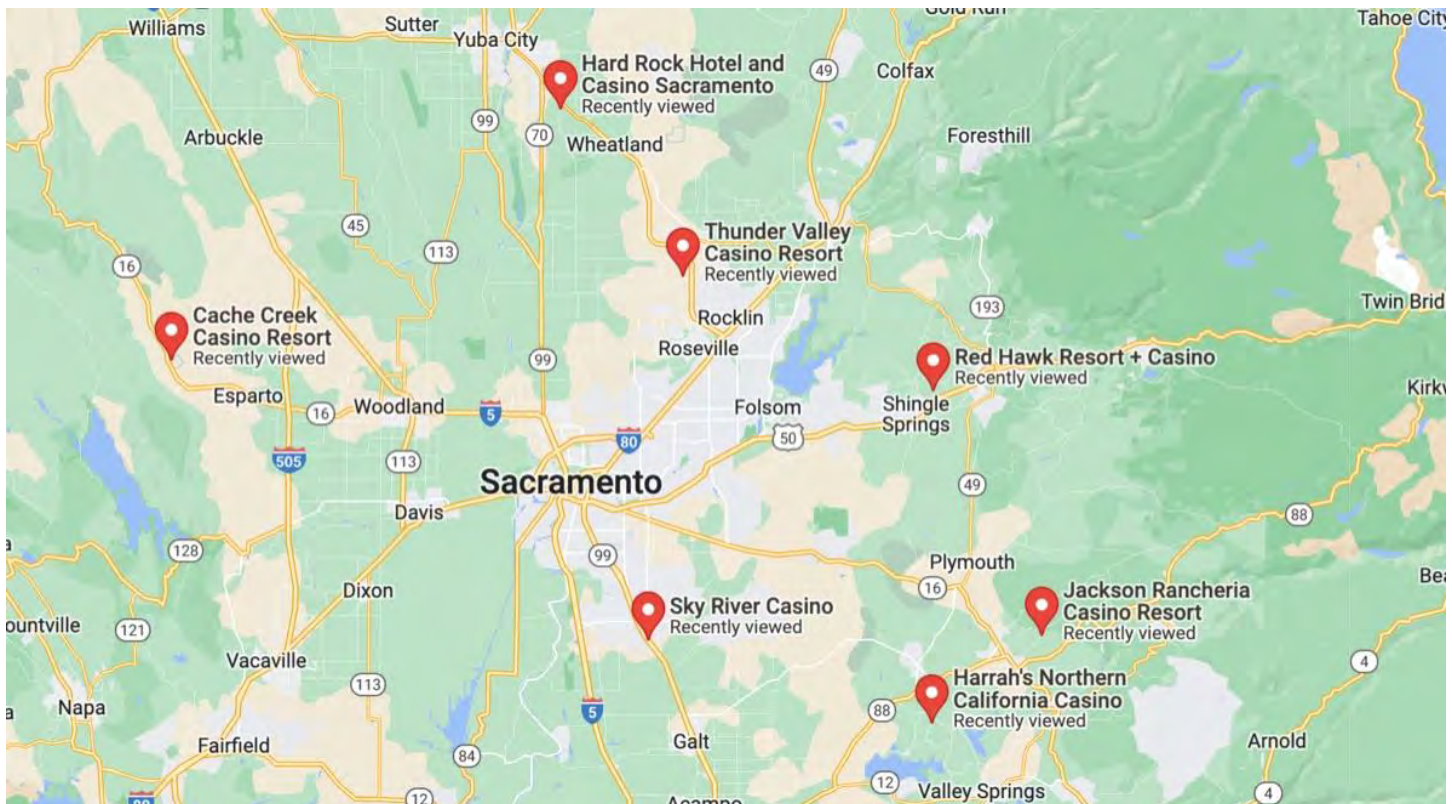 Gold Run
Tahoe City
Williams
Sutter
Yuba City
Hard Rock Hotel and
Casino Sacramento
Recently viewed
49
Colfax
99
70
Arbuckle
Wheatland
Foresthill
45
113
16
Thunder Valley
Casino Resort
Recently viewed
193
Twin Brid
Cache Creek
Casino Resort
Recently viewed
Rocklin
Roseville
99
Red Hawk Resort + Casino
Recently viewed
Esparto
16
Woodland
5
Folsom
Shingle
Springs
Kirkw
50
80
505
113
Sacramento
49
88
Davis
128
99
Plymouth
16
Dixon
Bea
Sky River Casino
Recently viewed
Jackson Rancheria
Casino Resort
Recently viewed
ountville
121
Vacaville
4
113
Harrah's Northern
California Casino
Recently viewed
88
5
Napa
a
a
Fairfield
84
Galt
Arnold
12
12
Valley Springs
4
80
Acampo